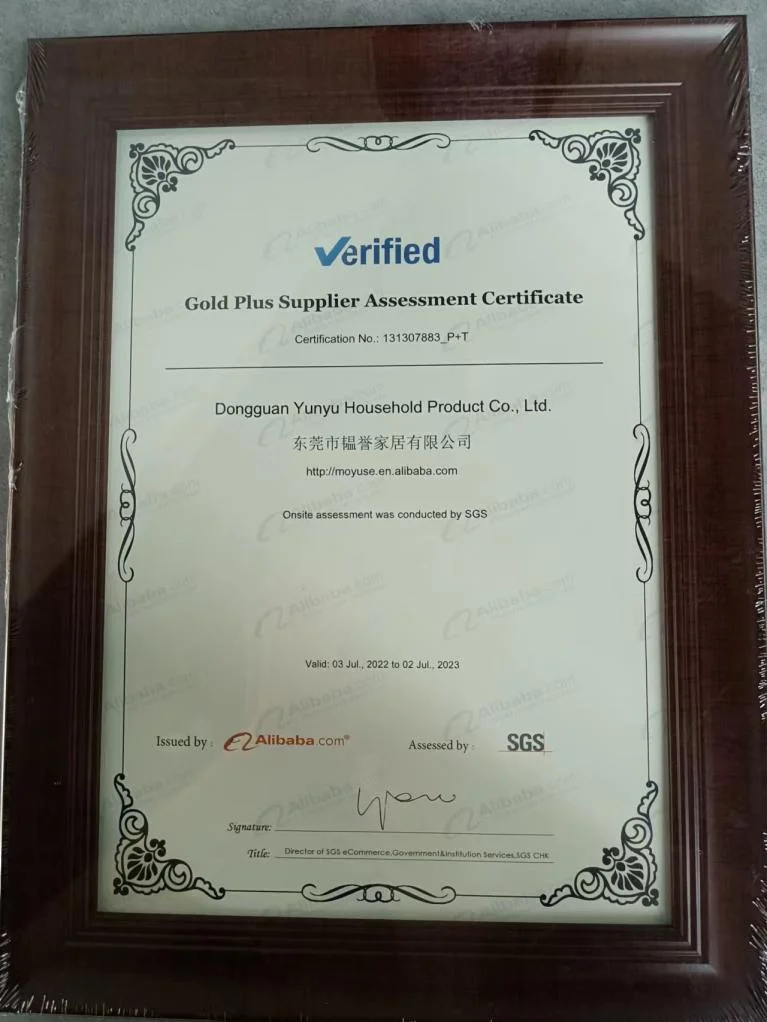 Verified
Gold Plus Supplier Assessment Certificate
Certification No.: 131307883_P+T
Dongguan Yunyu Household Product Co., Ltd.
东莞市韫誉家居有限公司
http://moyuse.en.alibaba.com
Onsite assessment was conducted by SGS
Valid: 03 Jul., 2022 to 02 Jul., 2023
Issued by : Alibaba.com® Assessed by : SGS
Signature:
Title: Director of SGS eCommerce,Government&Institution Services,SGS CHK